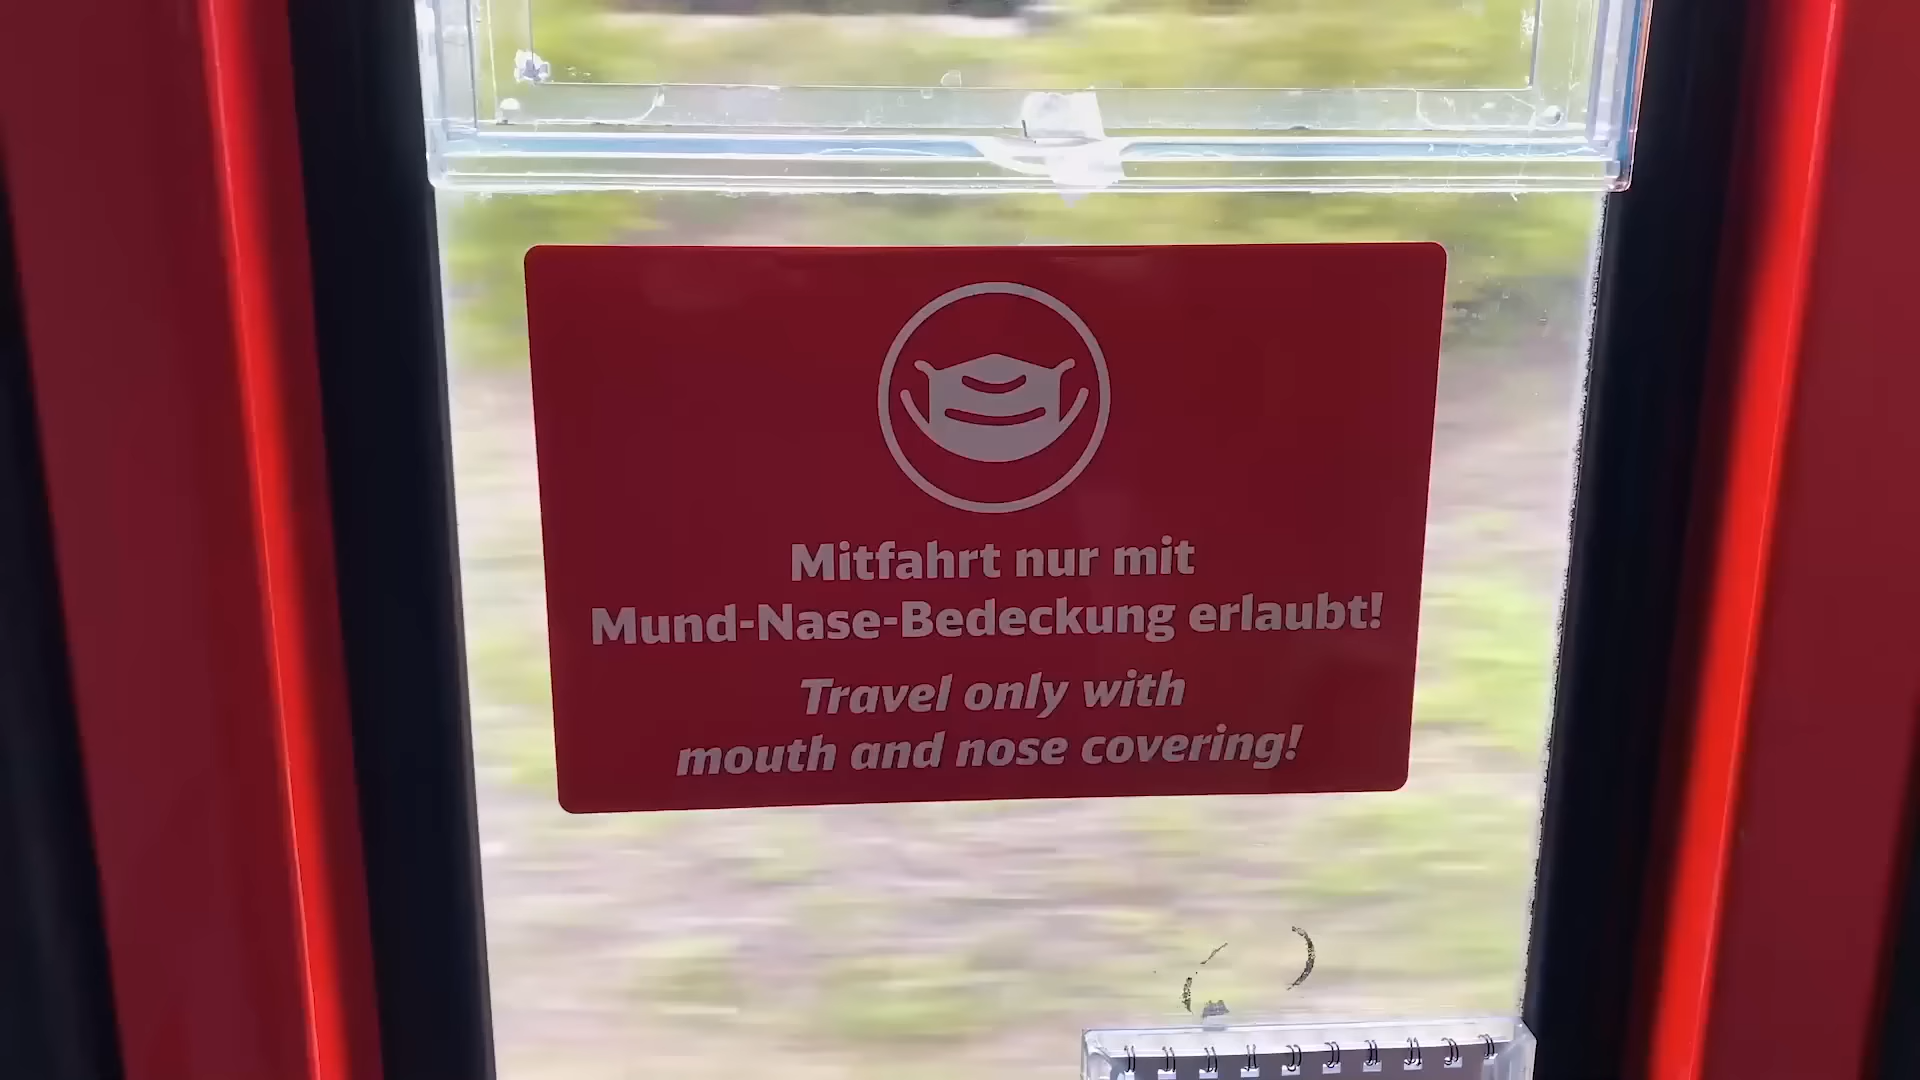 Mitfahrt nur mit
Mund-Nase-Bedeckung erlaubt!
Travel only with
mouth and nose covering!